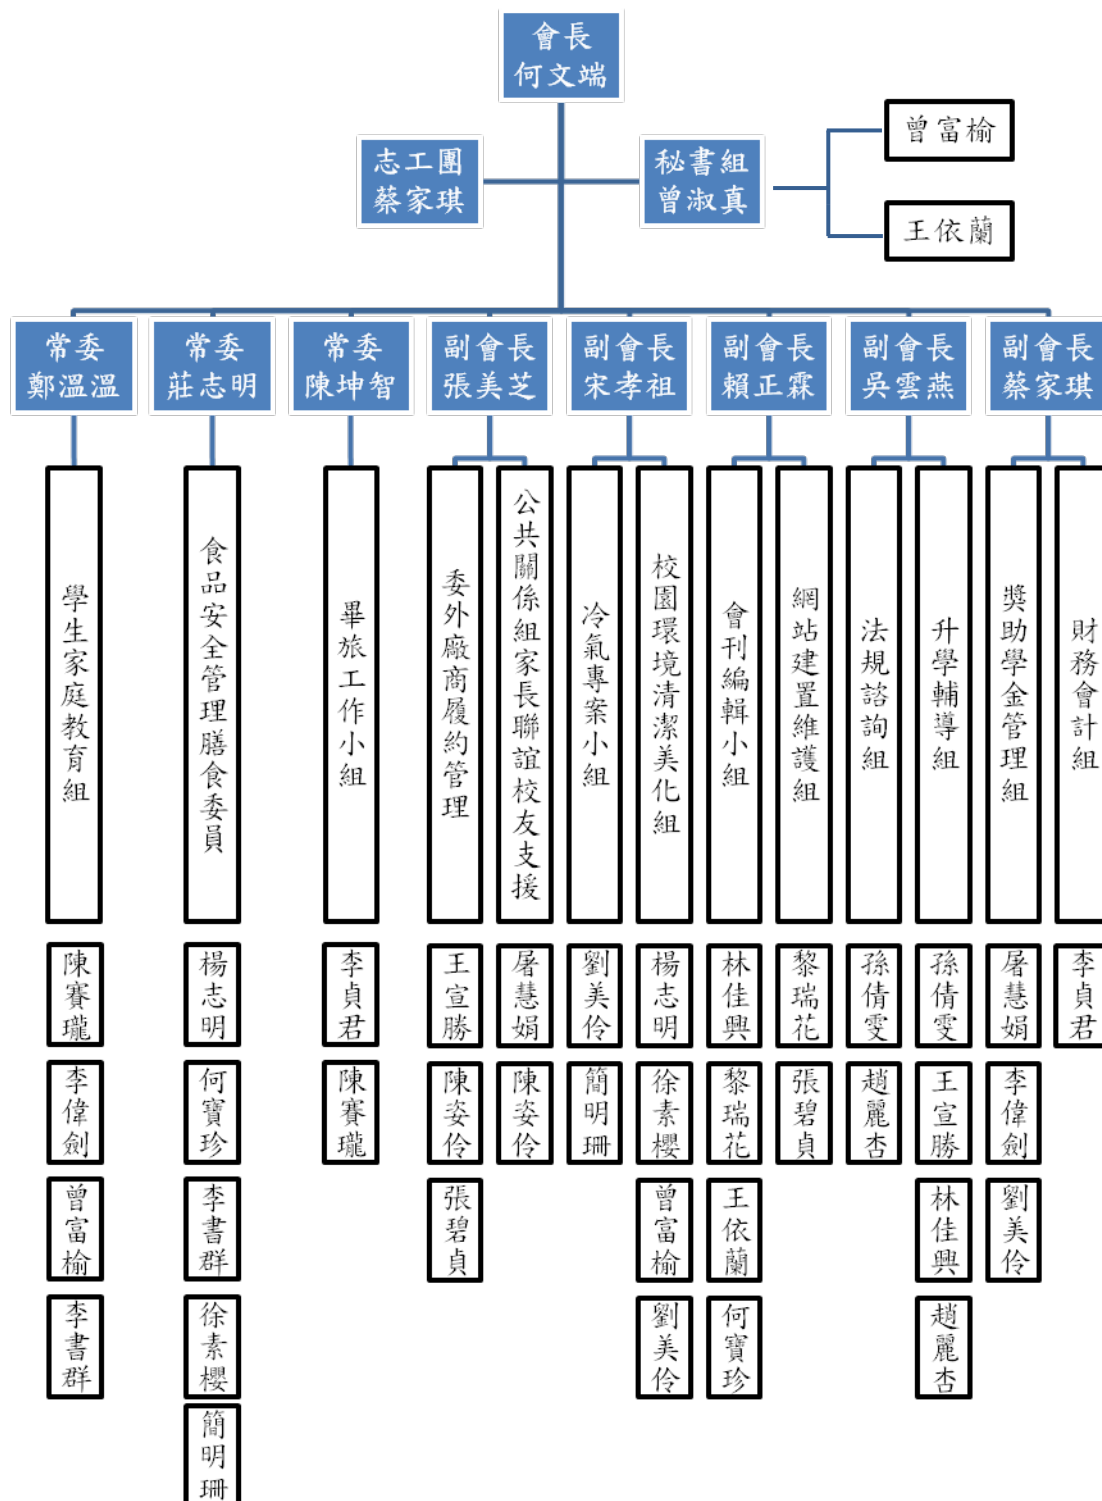 會長
何文端
志工團
蔡家琪
秘書組
曾淑真
曾富榆
王依蘭
常委
鄭溫溫
常委
莊志明
常委
陳坤智
副會長
張美芝
副會長
宋孝祖
副會長
賴正霖
副會長
吳雲燕
副會長
蔡家琪
學生家庭教育組
食品安全管理膳食委員
畢旅工作小組
委外廠商履約管理
公共關係組家長聯誼校友支援
冷氣專案小組
校園環境清潔美化組
會刊編輯小組
網站建置維護組
法規諮詢組
升學輔導組
獎助學金管理組
財務會計組
陳賽瓏
李偉劍
曾富榆
李書群
楊志明
何寶珍
李書群
徐素櫻
簡明珊
李貞君
陳賽瓏
王宣勝
陳姿伶
張碧貞
屠慧娟
陳姿伶
劉美伶
簡明珊
楊志明
徐素櫻
曾富榆
劉美伶
林佳興
黎瑞花
王依蘭
何寶珍
黎瑞花
張碧貞
孫倩雯
趙麗杏
孫倩雯
王宣勝
林佳興
趙麗杏
屠慧娟
李偉劍
劉美伶
李貞君